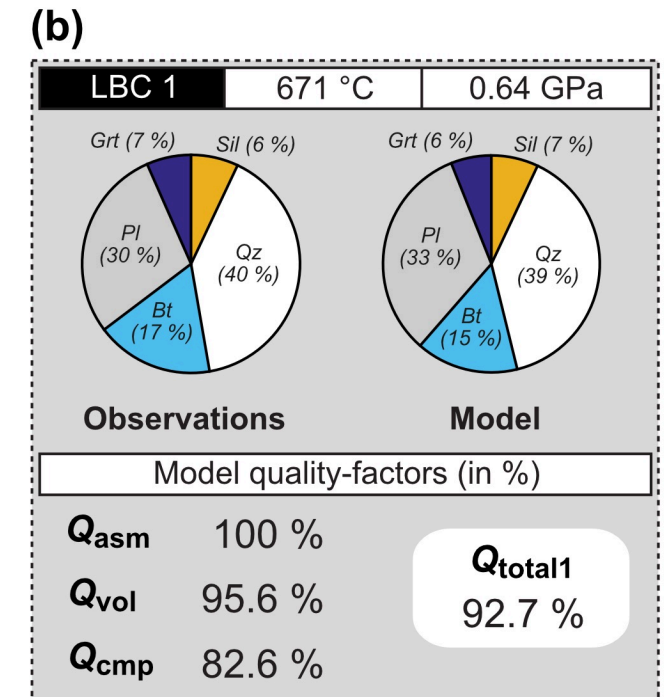 (b)
LBC 1 671 °C 0.64 GPa
Grt (7 %) Sil (6 %) Grt (6 %) Sil (7 %)
Pl
(30 %)
Qz
(40 %)
Bt
(17 %)
Pl
(33 %)
Qz
(39 %)
Bt
(15 %)
Observations Model
Model quality-factors (in %)
Qasm 100 %
Qvol 95.6 %
Qcmp 82.6 %
Qtotal1
92.7 %